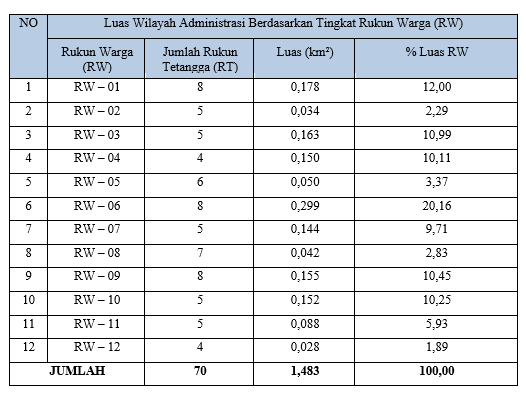 NO Luas Wilayah Administrasi Berdasarkan Tingkat Rukun Warga (RW)
Rukun Warga (RW) Jumlah Rukun Tetangga (RT) Luas (km²) % Luas RW
1 RW – 01 8 0,178 12,00
2 RW – 02 5 0,034 2,29
3 RW – 03 5 0,163 10,99
4 RW – 04 4 0,150 10,11
5 RW – 05 6 0,050 3,37
6 RW – 06 8 0,299 20,16
7 RW – 07 5 0,144 9,71
8 RW – 08 7 0,042 2,83
9 RW – 09 8 0,155 10,45
10 RW – 10 5 0,152 10,25
11 RW – 11 5 0,088 5,93
12 RW – 12 4 0,028 1,89
JUMLAH 70 1,483 100,00